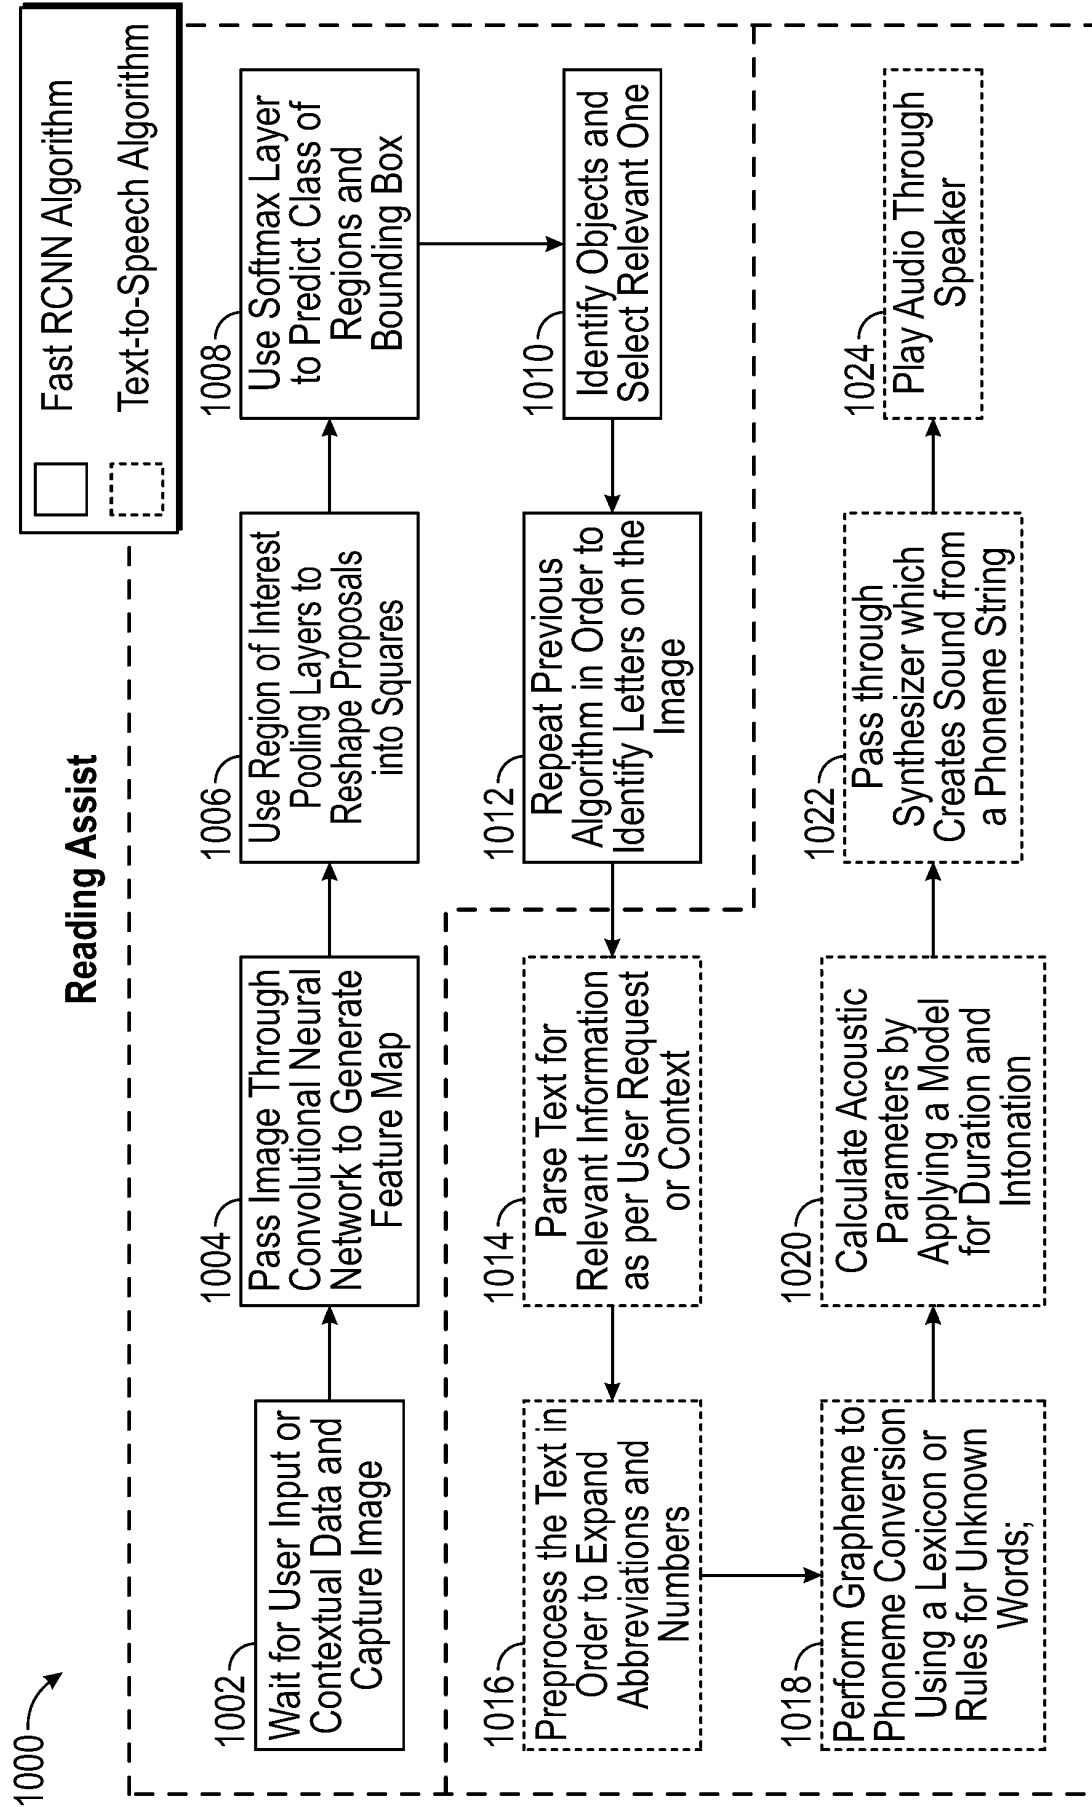 1000
Reading Assist
Fast RCNN Algorithm
Text-to-Speech Algorithm
1002
Wait for User Input or
Contextual Data and
Capture Image
1004
Pass Image Through
Convolutional Neural
Network to Generate
Feature Map
1006
Use Region of Interest
Pooling Layers to
Reshape Proposals
into Squares
1008
Use Softmax Layer
to Predict Class of
Regions and
Bounding Box
1010
Identify Objects and
Select Relevant One
1012
Repeat Previous
Algorithm in Order to
Identify Letters on the
Image
1014
Parse Text for
Relevant Information
as per User Request
or Context
1016
Preprocess the Text in
Order to Expand
Abbreviations and
Numbers
1018
Perform Grapheme to
Phoneme Conversion
Using a Lexicon or
Rules for Unknown
Words;
1020
Calculate Acoustic
Parameters by
Applying a Model
for Duration and
Intonation
1022
Pass through
Synthesizer which
Creates Sound from
a Phoneme String
1024
Play Audio Through
Speaker